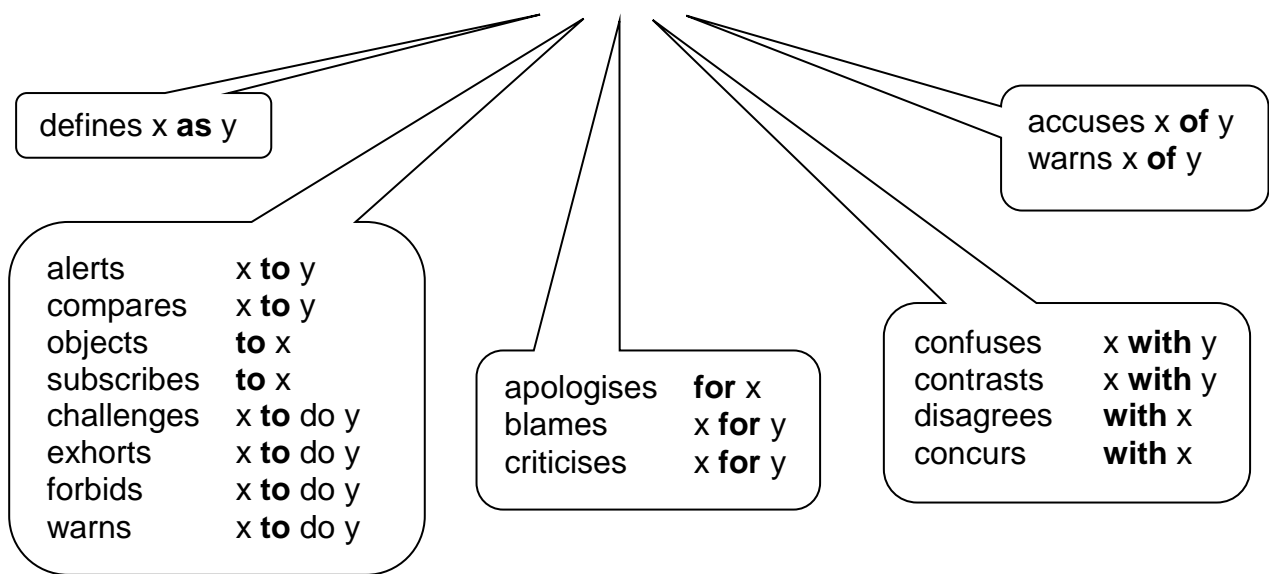 defines x as y
accuses x of y
warns x of y
alerts x to y
compares x to y
objects to x
subscribes to x
challenges x to do y
exhorts x to do y
forbids x to do y
warns x to do y
apologises for x
blames x for y
criticises x for y
confuses x with y
contrasts x with y
disagrees with x
concurs with x